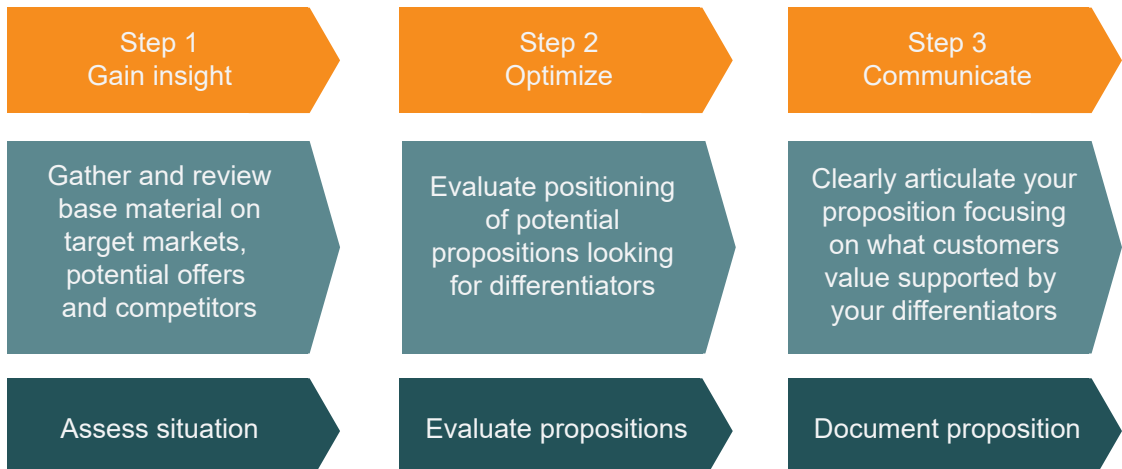 Step 1
Gain insight
Step 2
Optimize
Step 3
Communicate
Gather and review
base material on
target markets,
potential offers
and competitors
Evaluate positioning
of potential
propositions looking
for differentiators
Clearly articulate your
proposition focusing
on what customers
value supported by
your differentiators
Assess situation
Evaluate propositions
Document proposition